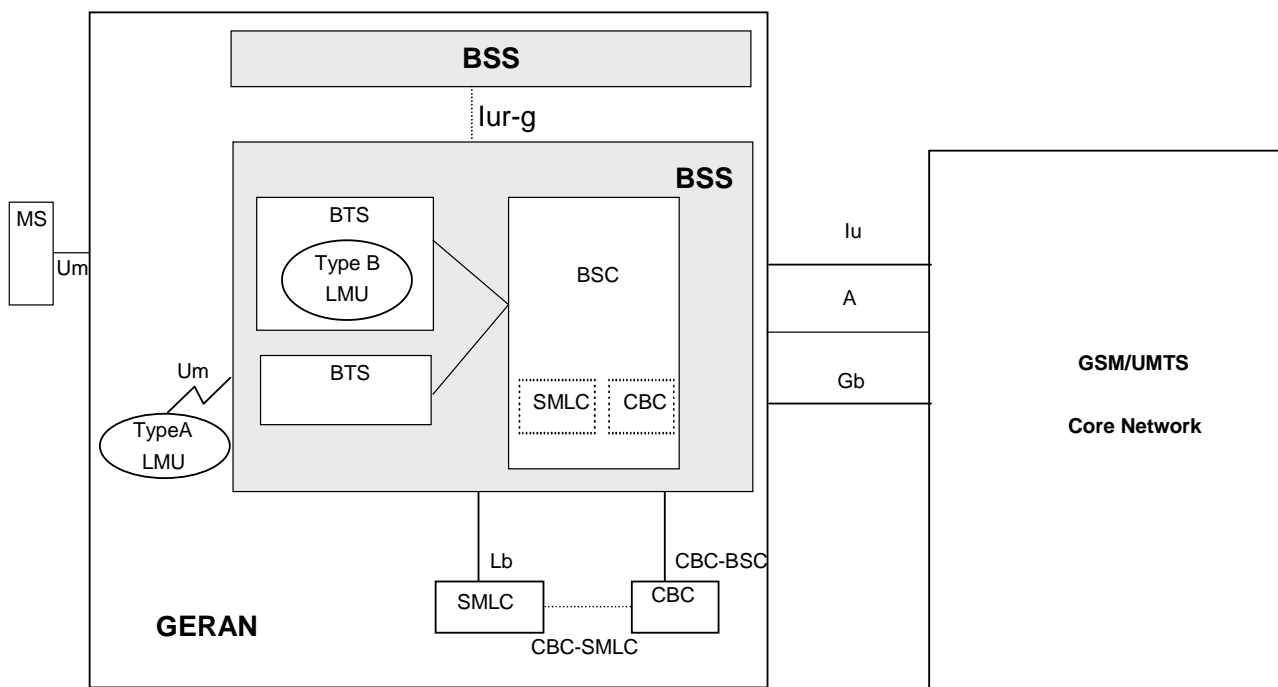 BSS
Iur-g
BSS
MS
Um
BTS
Type B
LMU
BSC
BTS
SMLC
CBC
Um
TypeA
LMU
Iu
A
Gb
GSM/UMTS
Core Network
Lb
CBC-BSC
SMLC
CBC
CBC-SMLC
GERAN